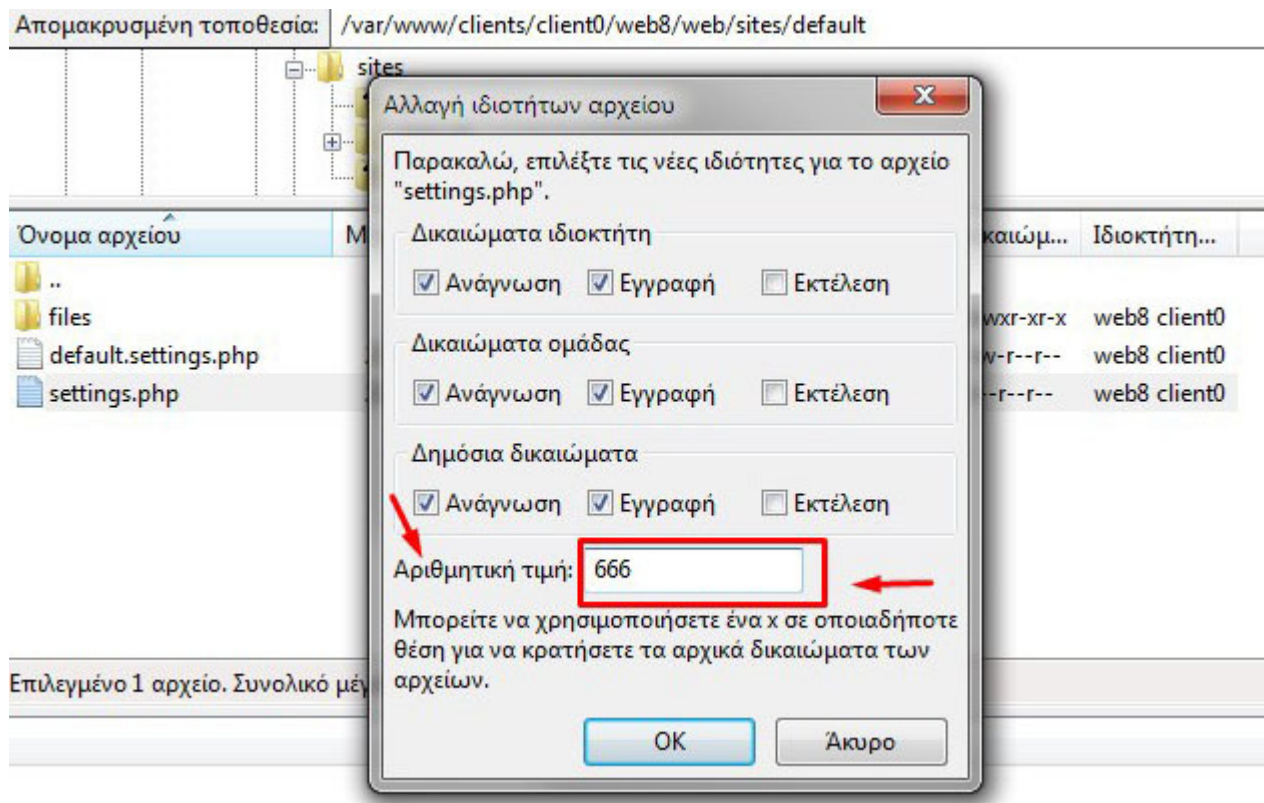 Απομακρυσμένη τοποθεσία: /var/www/clients/client0/web8/web/sites/default
sites
Αλλαγή ιδιοτήτων αρχείου
Παρακαλώ, επιλέξτε τις νέες ιδιότητες για το αρχείο
"settings.php".
Όνομα αρχείου Ιδιοκτήτη...
Δικαιώματα ιδιοκτήτη
Ανάγνωση Εγγραφή Εκτέλεση
..
files web8 client0
default.settings.php web8 client0
settings.php web8 client0
Δικαιώματα ομάδας
Ανάγνωση Εγγραφή Εκτέλεση
Δημόσια δικαιώματα
Ανάγνωση Εγγραφή Εκτέλεση
Αριθμητική τιμή: 666
Μπορείτε να χρησιμοποιήσετε ένα x σε οποιαδήποτε
θέση για να κρατήσετε τα αρχικά δικαιώματα των
αρχείων.
Επιλεγμένο 1 αρχείο. Συνολικό
OK Άκυρο